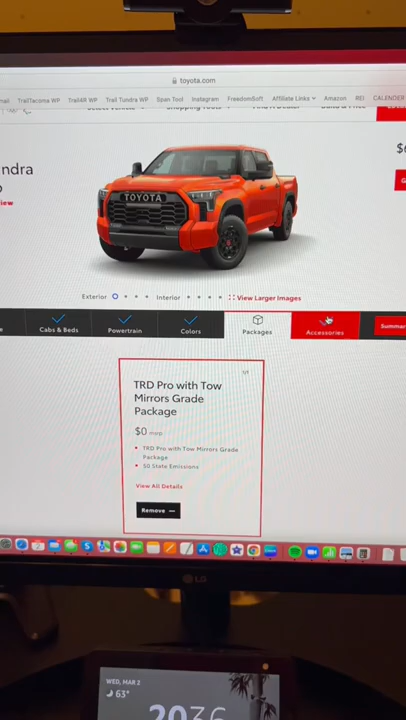 toyota.com
TrailTacoma WP Trail4R WP Trail Tundra WP Span Tool Instagram FreedomSoft Affiliate Links Amazon REI CALENDER
ndra
TOYOTA
Exterior Interior View Larger Images
Cabs & Beds Powertrain Colors Packages Accessories Summar
1/1
TRD Pro with Tow
Mirrors Grade
Package
$0
TRD Pro with Tow Mirrors Grade
Package
50 State Emissions
View All Details
Remove —
LG
WED, MAR 2
63°
2036